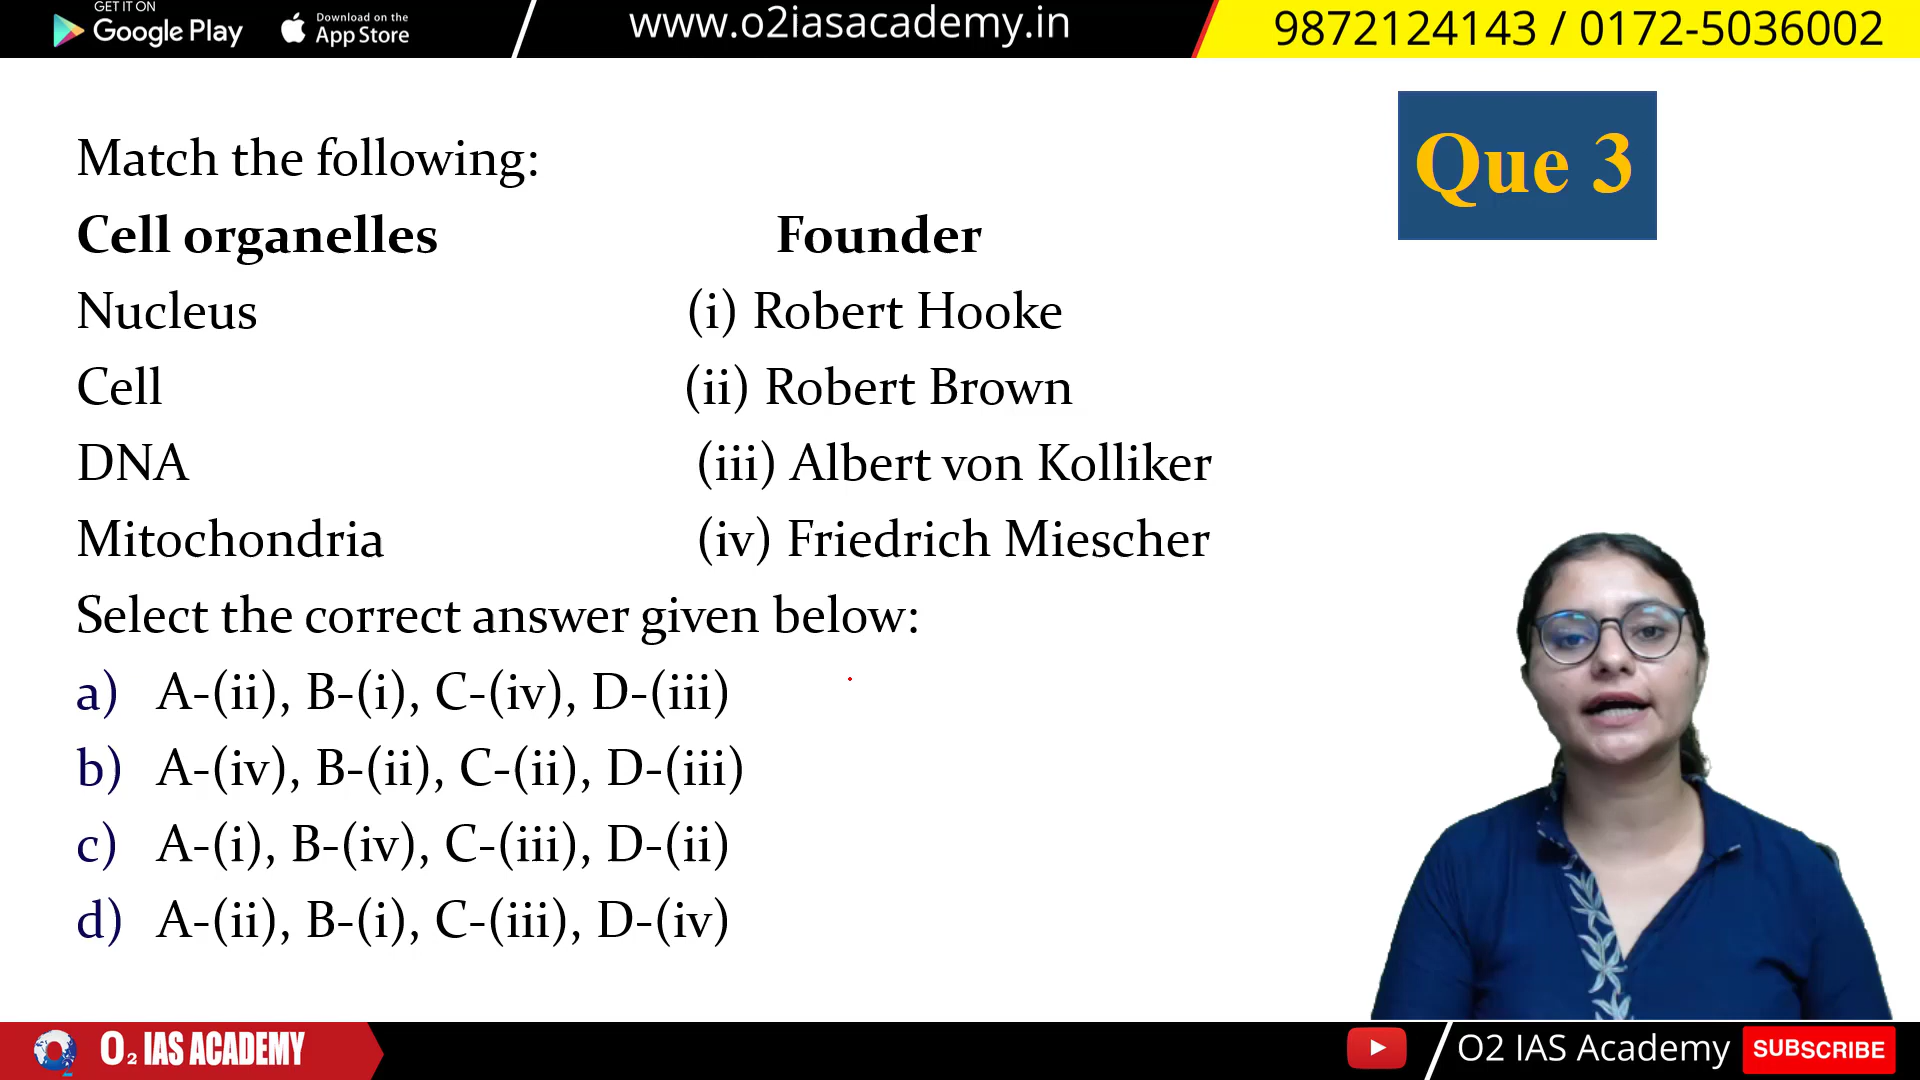 GET IT ON
Google Play
Download on the
App Store
www.o2iasacademy.in
9872124143 / 0172-5036002
Que 3
Match the following:
Cell organelles Founder
Nucleus (i) Robert Hooke
Cell (ii) Robert Brown
DNA (iii) Albert von Kolliker
Mitochondria (iv) Friedrich Miescher
Select the correct answer given below:
a) A-(ii), B-(i), C-(iv), D-(iii)
b) A-(iv), B-(ii), C-(ii), D-(iii)
c) A-(i), B-(iv), C-(iii), D-(ii)
d) A-(ii), B-(i), C-(iii), D-(iv)
O2 IAS ACADEMY
O2 IAS Academy
SUBSCRIBE